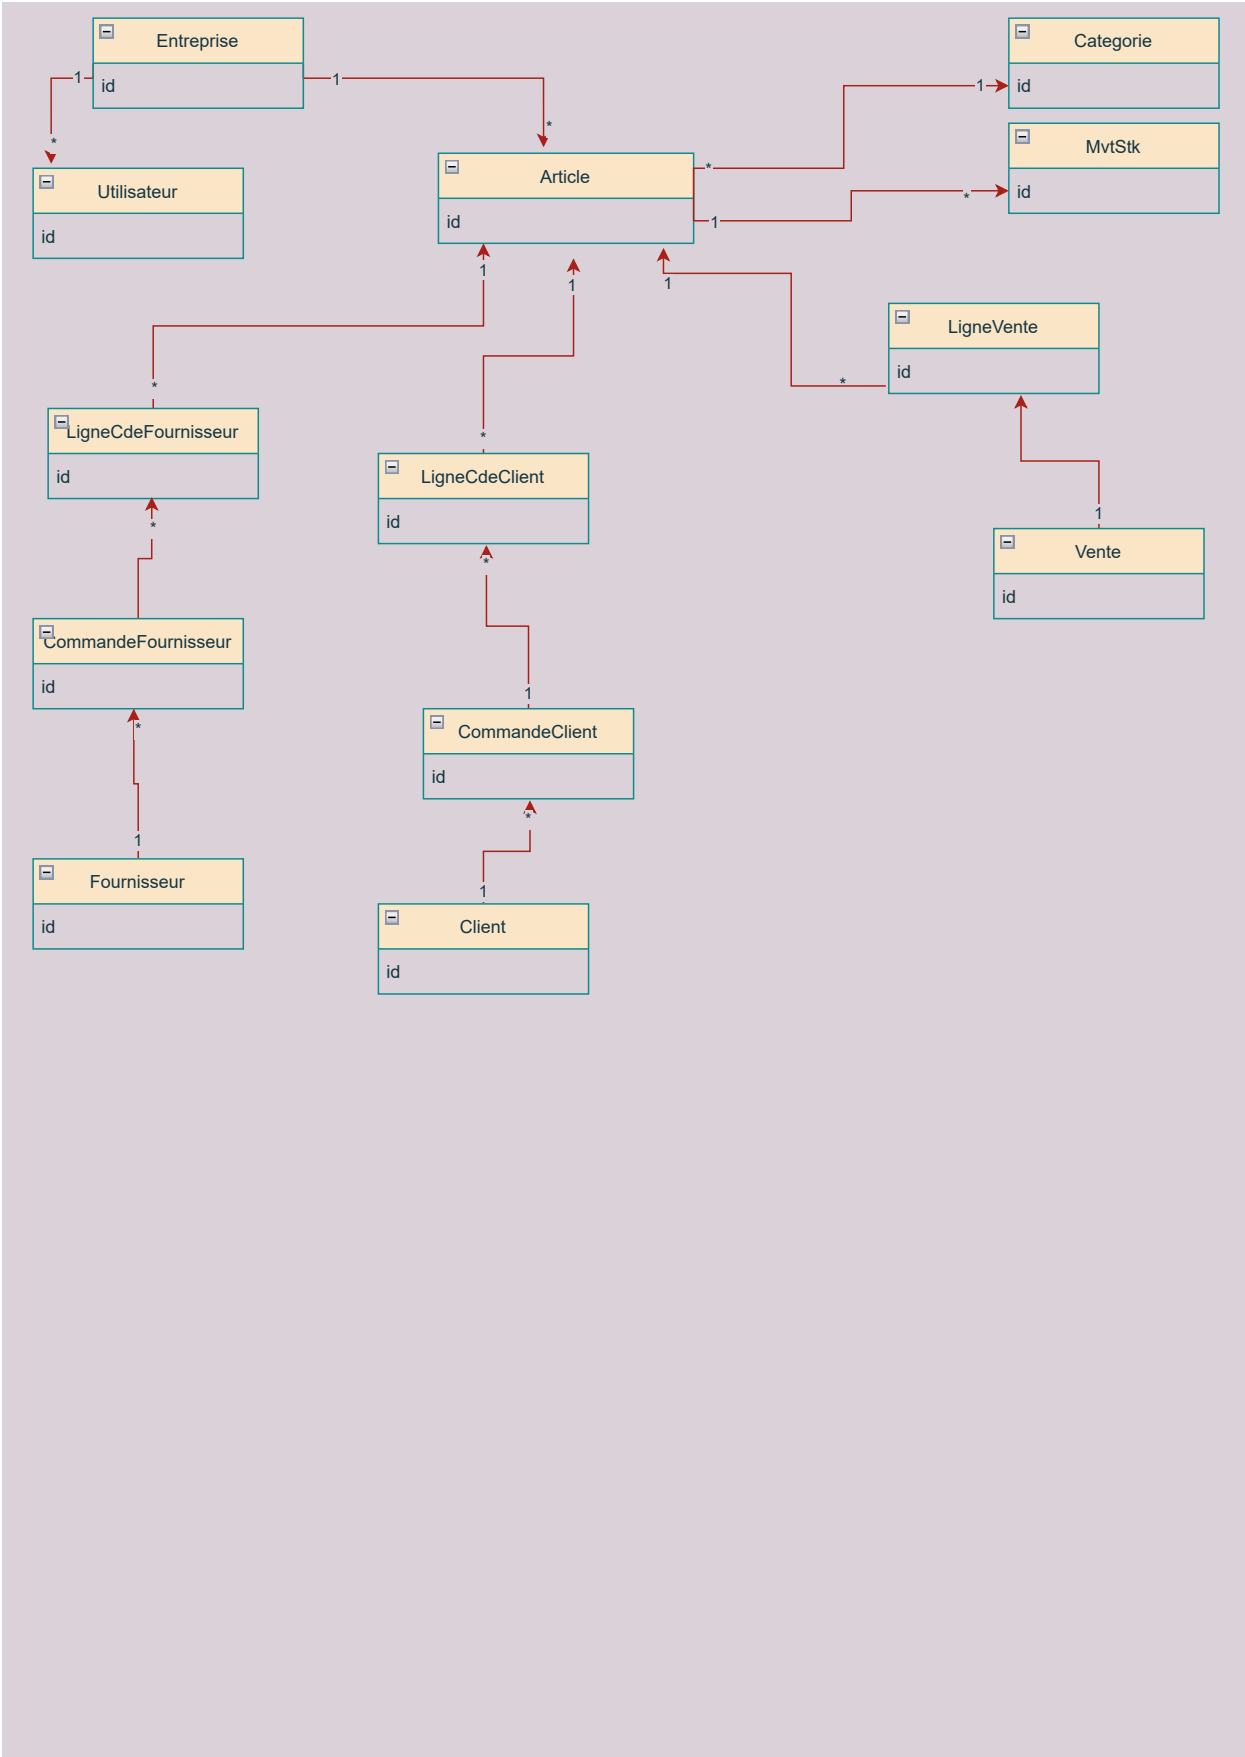 Entreprise
id
Categorie
id
1
1
1
*
*
MvtStk
id
Article
id
*
1
*
Utilisateur
id
1
1
1
LigneVente
id
*
*
LigneCdeFournisseur
id
*
LigneCdeClient
id
*
1
Vente
id
*
CommandeFournisseur
id
1
CommandeClient
id
*
*
1
Fournisseur
id
1
Client
id